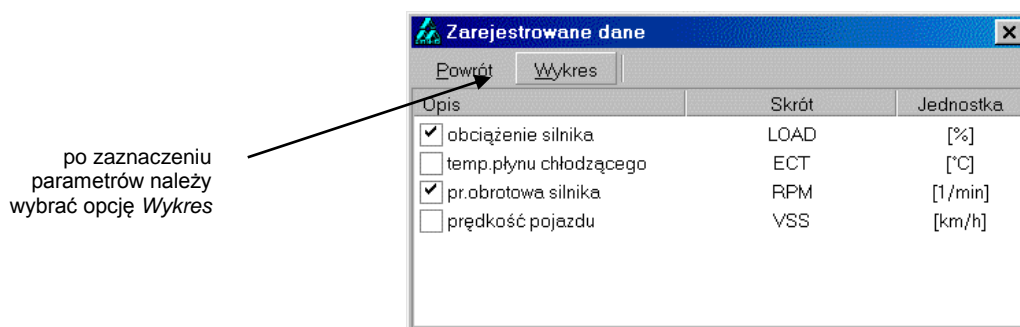 Zarejestrowane dane
Powrót Wykres
Opis Skrót Jednostka
obciążenie silnika LOAD [%]
temp.płynu chłodzącego ECT [°C]
pr.obrotowa silnika RPM [1/min]
prędkość pojazdu VSS [km/h]
po zaznaczeniu
parametrów należy
wybrać opcję Wykres